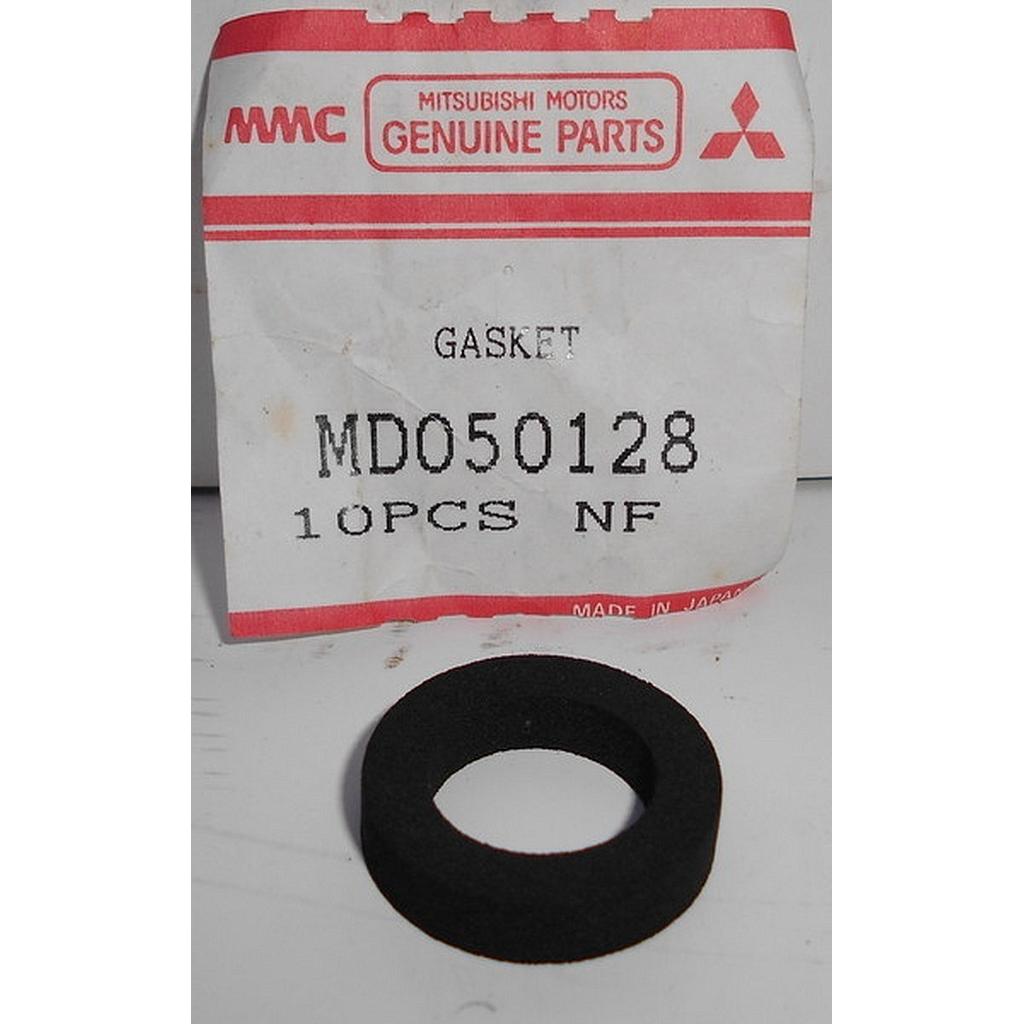 MMC
MITSUBISHI MOTORS
GENUINE PARTS
GASKET
MD050128
10PCS NF
MADE IN JAPAN